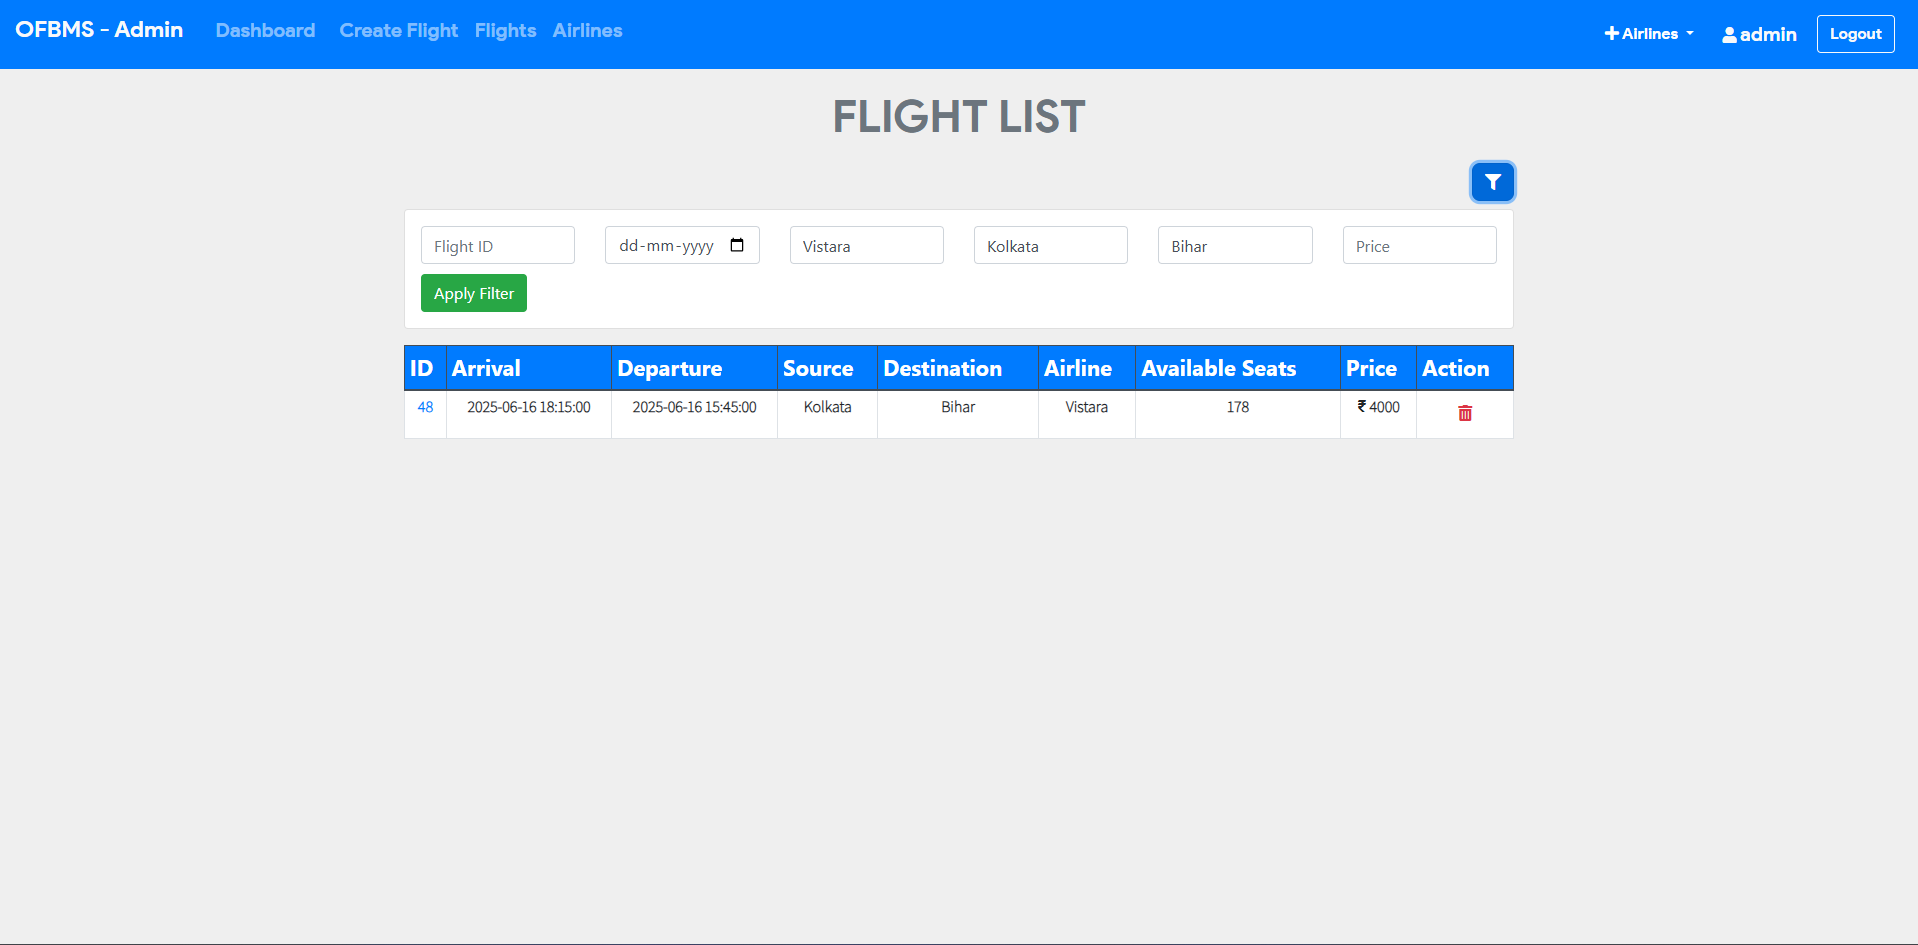 OFBMS - Admin Dashboard Create Flight Flights Airlines Airlines admin Logout
FLIGHT LIST
Flight ID dd-mm-yyyy Vistara Kolkata Bihar Price
Apply Filter
ID Arrival Departure Source Destination Airline Available Seats Price Action
48 2025-06-16 18:15:00 2025-06-16 15:45:00 Kolkata Bihar Vistara 178 ₹ 4000